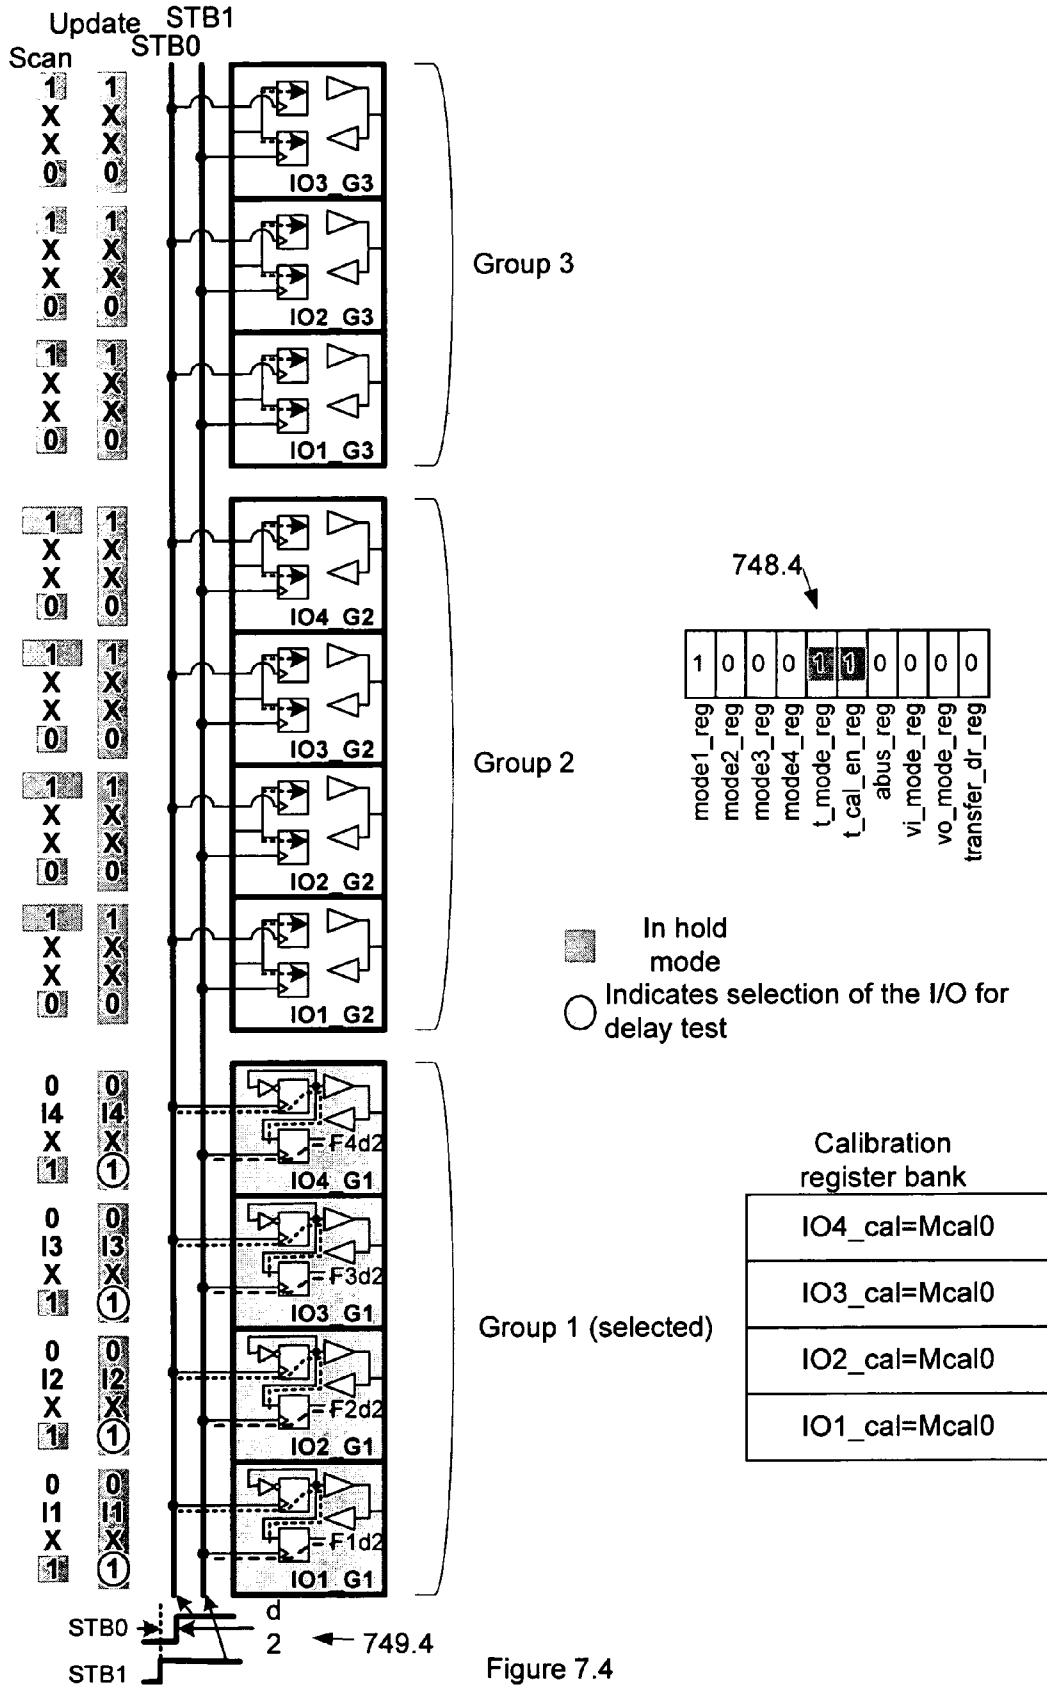 Update STB1
STB0
Scan
1 1
X X
X X
0 0
IO3_G3
1 1
X X
X X
0 0
IO2_G3
1 1
X X
X X
0 0
IO1_G3
Group 3
1 1
X X
X X
0 0
IO4_G2
1 1
X X
X X
0 0
IO3_G2
1 1
X X
X X
0 0
IO2_G2
1 1
X X
X X
0 0
IO1_G2
Group 2
748.4
1 0 0 0 1 1 0 0 0 0
mode1_reg
mode2_reg
mode3_reg
mode4_reg
t_mode_reg
t_cal_en_reg
abus_reg
vi_mode_reg
vo_mode_reg
transfer_dr_reg
In hold
mode
Indicates selection of the I/O for
delay test
0 0
I4 I4
X X
1 1
F4d2
IO4_G1
0 0
I3 I3
X X
1 1
F3d2
IO3_G1
0 0
I2 I2
X X
1 1
F2d2
IO2_G1
0 0
I1 I1
X X
1 1
F1d2
IO1_G1
Group 1 (selected)
Calibration
register bank
IO4_cal=Mcal0
IO3_cal=Mcal0
IO2_cal=Mcal0
IO1_cal=Mcal0
STB0
d
2
749.4
STB1
Figure 7.4